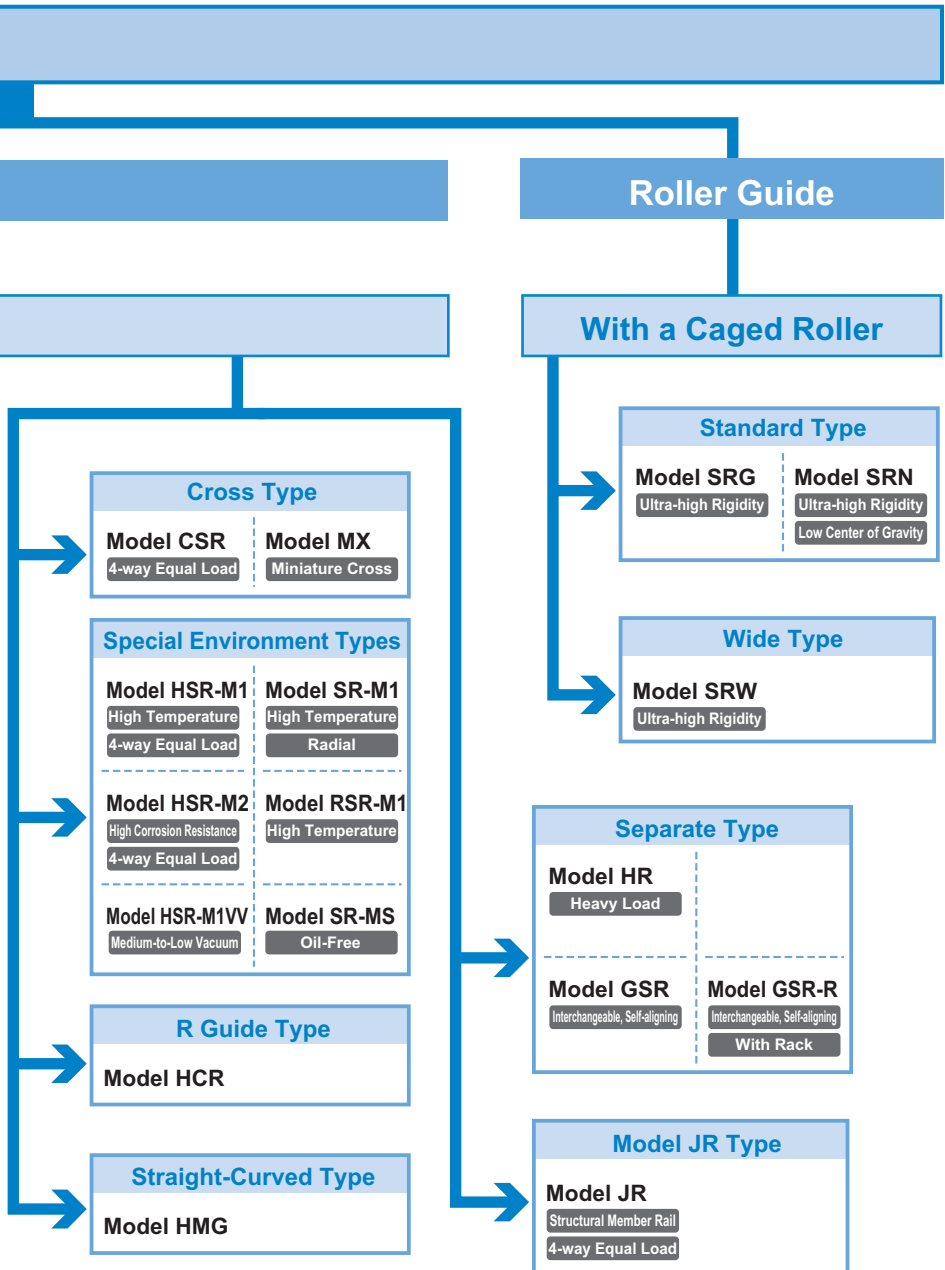 Roller Guide
With a Caged Roller
Standard Type
Model SRG
Ultra-high Rigidity
Model SRN
Ultra-high Rigidity
Low Center of Gravity
Wide Type
Model SRW
Ultra-high Rigidity
Cross Type
Model CSR
4-way Equal Load
Model MX
Miniature Cross
Special Environment Types
Model HSR-M1
High Temperature
4-way Equal Load
Model SR-M1
High Temperature
Radial
Model HSR-M2
High Corrosion Resistance
4-way Equal Load
Model RSR-M1
High Temperature
Model HSR-M1VV
Medium-to-Low Vacuum
Model SR-MS
Oil-Free
R Guide Type
Model HCR
Straight-Curved Type
Model HMG
Separate Type
Model HR
Heavy Load
Model GSR
Interchangeable, Self-aligning
Model GSR-R
Interchangeable, Self-aligning
With Rack
Model JR Type
Model JR
Structural Member Rail
4-way Equal Load